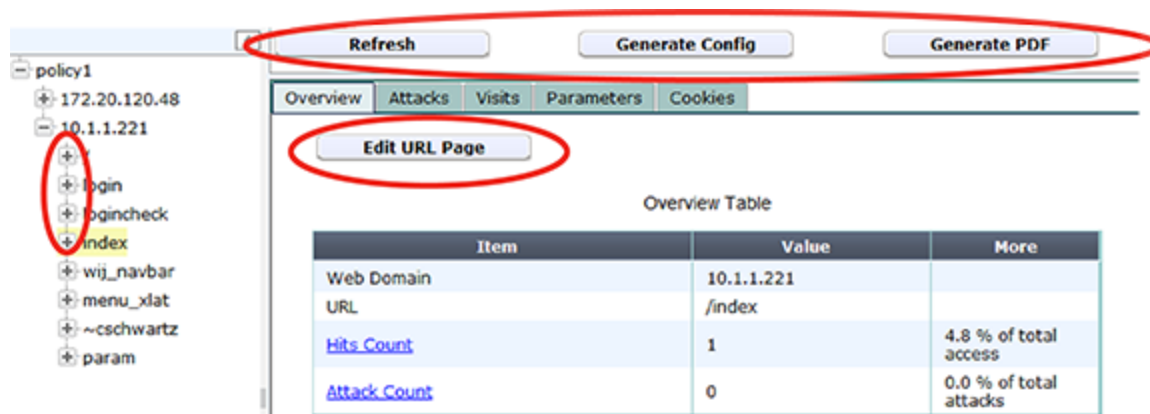 Refresh Generate Config Generate PDF
policy1
172.20.120.48
10.1.1.221
/
login
logincheck
index
wij_navbar
menu_xlat
~cschwartz
param
Overview Attacks Visits Parameters Cookies
Edit URL Page
Overview Table
Item Value More
Web Domain 10.1.1.221
URL /index
Hits Count 1 4.8 % of total
access
Attack Count 0 0.0 % of total
attacks